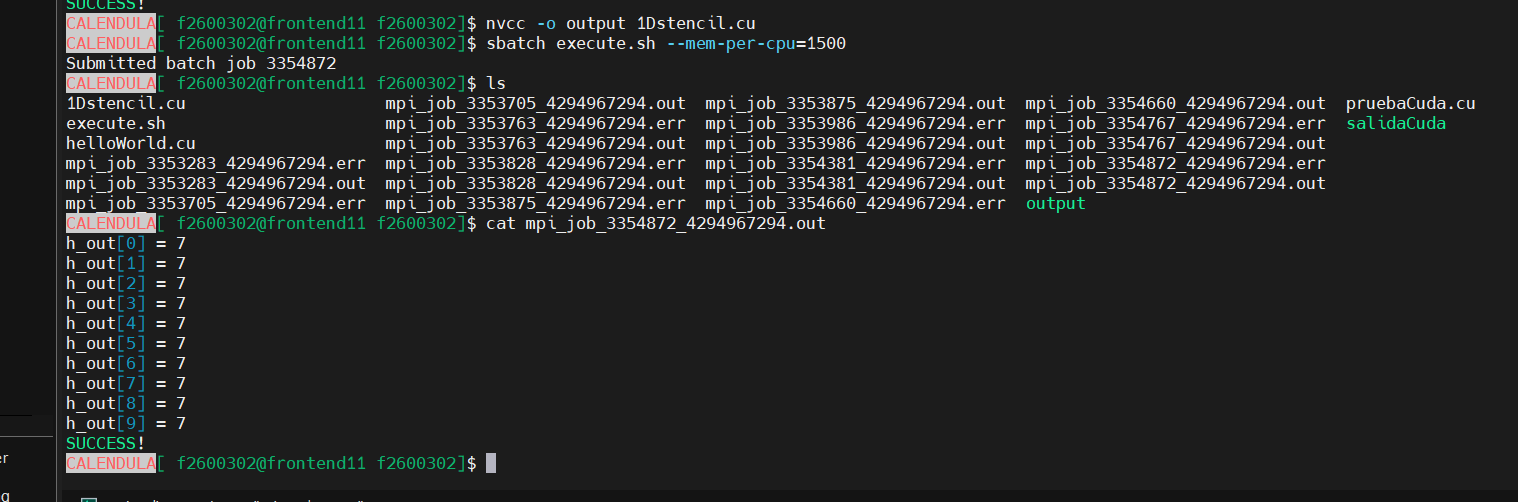 SUCCESS!
CALENDULA[ f2600302@frontend11 f2600302]$ nvcc -o output 1Dstencil.cu
CALENDULA[ f2600302@frontend11 f2600302]$ sbatch execute.sh --mem-per-cpu=1500
Submitted batch job 3354872
CALENDULA[ f2600302@frontend11 f2600302]$ ls
1Dstencil.cu mpi_job_3353705_4294967294.out mpi_job_3353875_4294967294.out mpi_job_3354660_4294967294.out pruebaCuda.cu
execute.sh mpi_job_3353763_4294967294.err mpi_job_3353986_4294967294.err mpi_job_3354767_4294967294.err salidaCuda
helloWorld.cu mpi_job_3353763_4294967294.out mpi_job_3353986_4294967294.out mpi_job_3354767_4294967294.out
mpi_job_3353283_4294967294.err mpi_job_3353828_4294967294.err mpi_job_3354381_4294967294.err mpi_job_3354872_4294967294.err
mpi_job_3353283_4294967294.out mpi_job_3353828_4294967294.out mpi_job_3354381_4294967294.out mpi_job_3354872_4294967294.out
mpi_job_3353705_4294967294.err mpi_job_3353875_4294967294.err mpi_job_3354660_4294967294.err output
CALENDULA[ f2600302@frontend11 f2600302]$ cat mpi_job_3354872_4294967294.out
h_out[0] = 7
h_out[1] = 7
h_out[2] = 7
h_out[3] = 7
h_out[4] = 7
h_out[5] = 7
h_out[6] = 7
h_out[7] = 7
h_out[8] = 7
h_out[9] = 7
SUCCESS!
CALENDULA[ f2600302@frontend11 f2600302]$